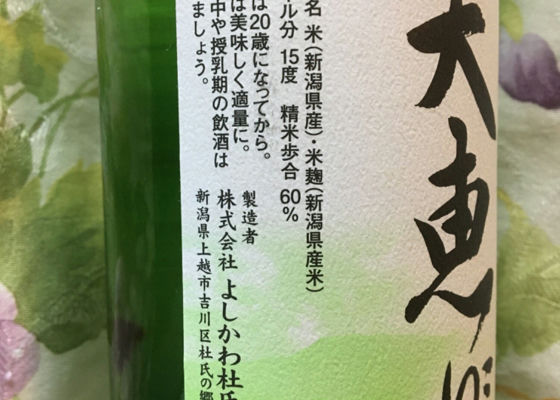 大恵
名 米(新潟県産)・米麹(新潟県産米)
ル分 15度 精米歩合 60%
は20歳になってから。
は美味しく適量に。
中や授乳期の飲酒は
ましょう。
製造者
株式会社 よしかわ杜氏
新潟県上越市吉川区杜氏の郷